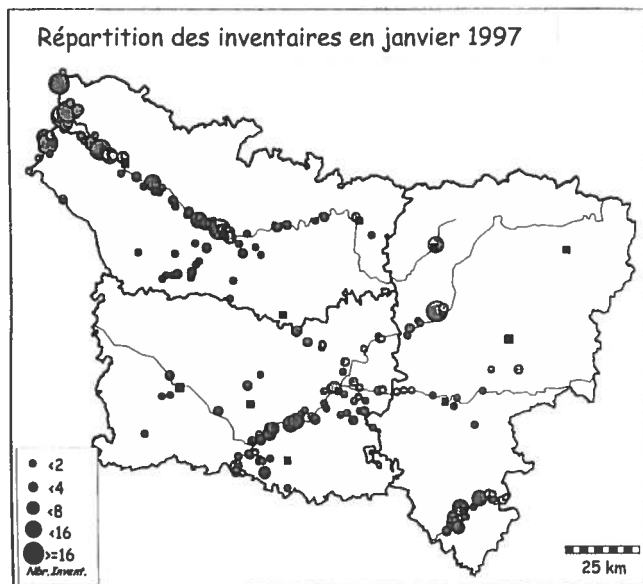 Répartition des inventaires en janvier 1997
<2
<4
<8
<16
>=16
Nbr.Invent.
25 km